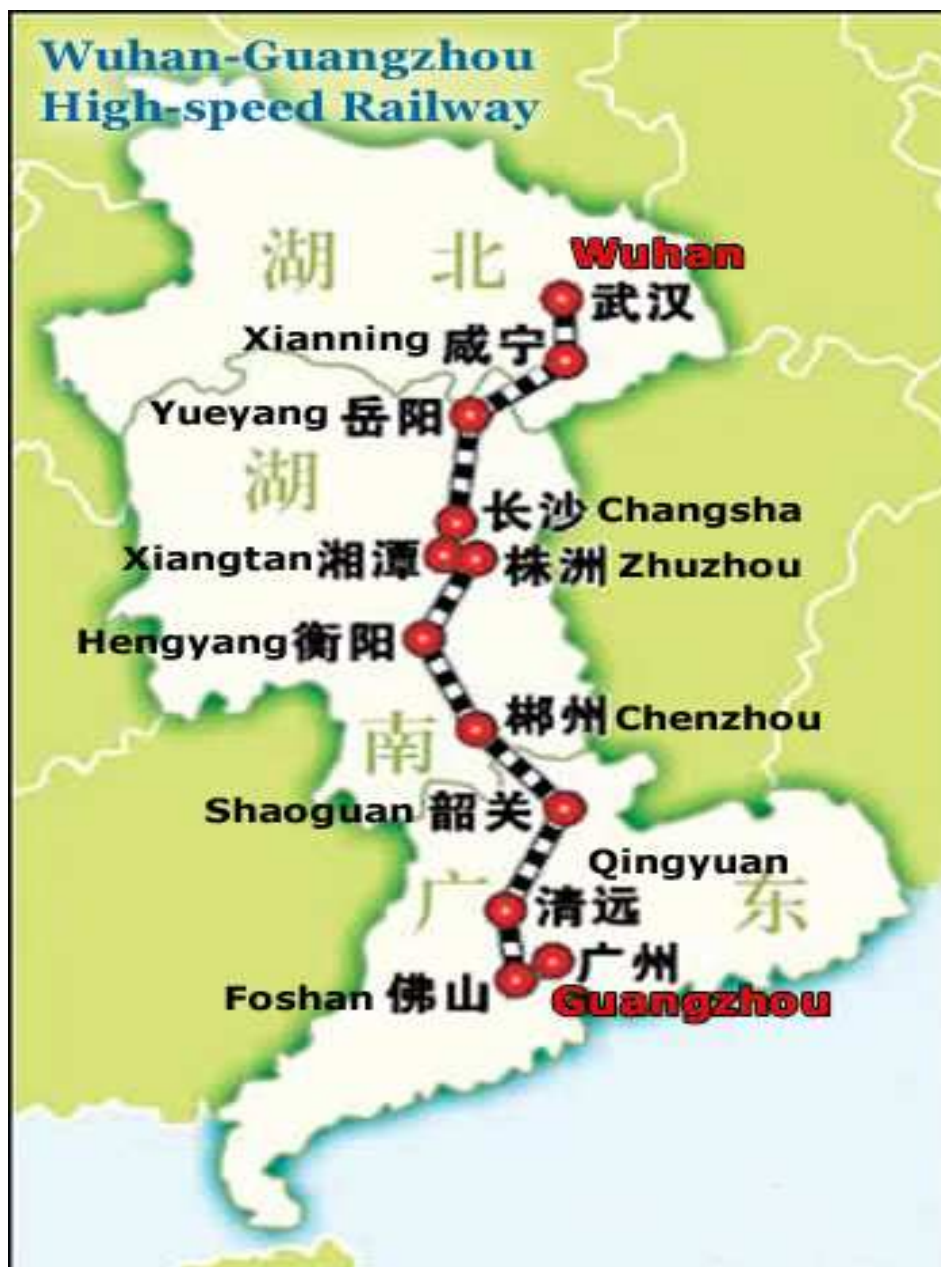 Wuhan-Guangzhou
High-speed Railway
湖 北
Wuhan
武汉
Xianning 咸宁
Yueyang 岳阳
湖
长沙 Changsha
Xiangtan 湘潭
株洲 Zhuzhou
Hengyang 衡阳
南
郴州 Chenzhou
Shaoguan 韶关
Qingyuan
广 东
清远
广州
Foshan 佛山
Guangzhou